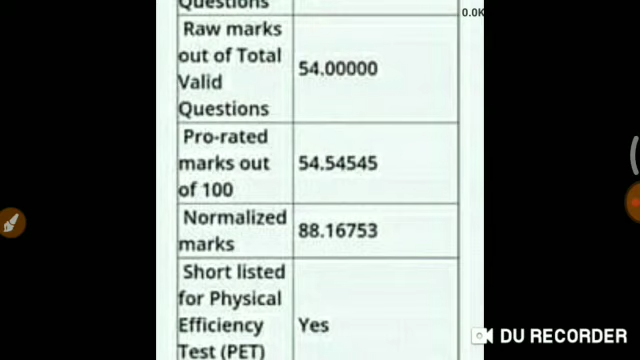 Questions
0.0K
Raw marks
out of Total
Valid
Questions
54.00000
Pro-rated
marks out
of 100
54.54545
Normalized
marks
88.16753
Short listed
for Physical
Efficiency
Test (PET)
Yes
DU RECORDER